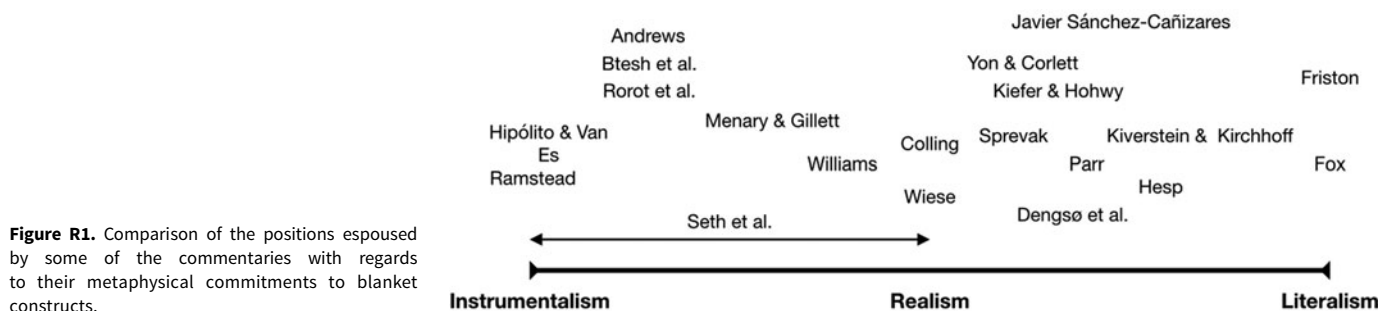 Javier Sánchez-Cañizares
Andrews
Btesh et al.
Yon & Corlett
Friston
Rorot et al.
Kiefer & Hohwy
Menary & Gillett
Hipólito & Van
Es
Ramstead
Colling
Sprevak
Kiverstein & Kirchhoff
Williams
Parr
Fox
Hesp
Wiese
Dengsø et al.
Seth et al.
Instrumentalism
Realism
Literalism
Figure R1. Comparison of the positions espoused
by some of the commentaries with regards
to their metaphysical commitments to blanket
constructs.